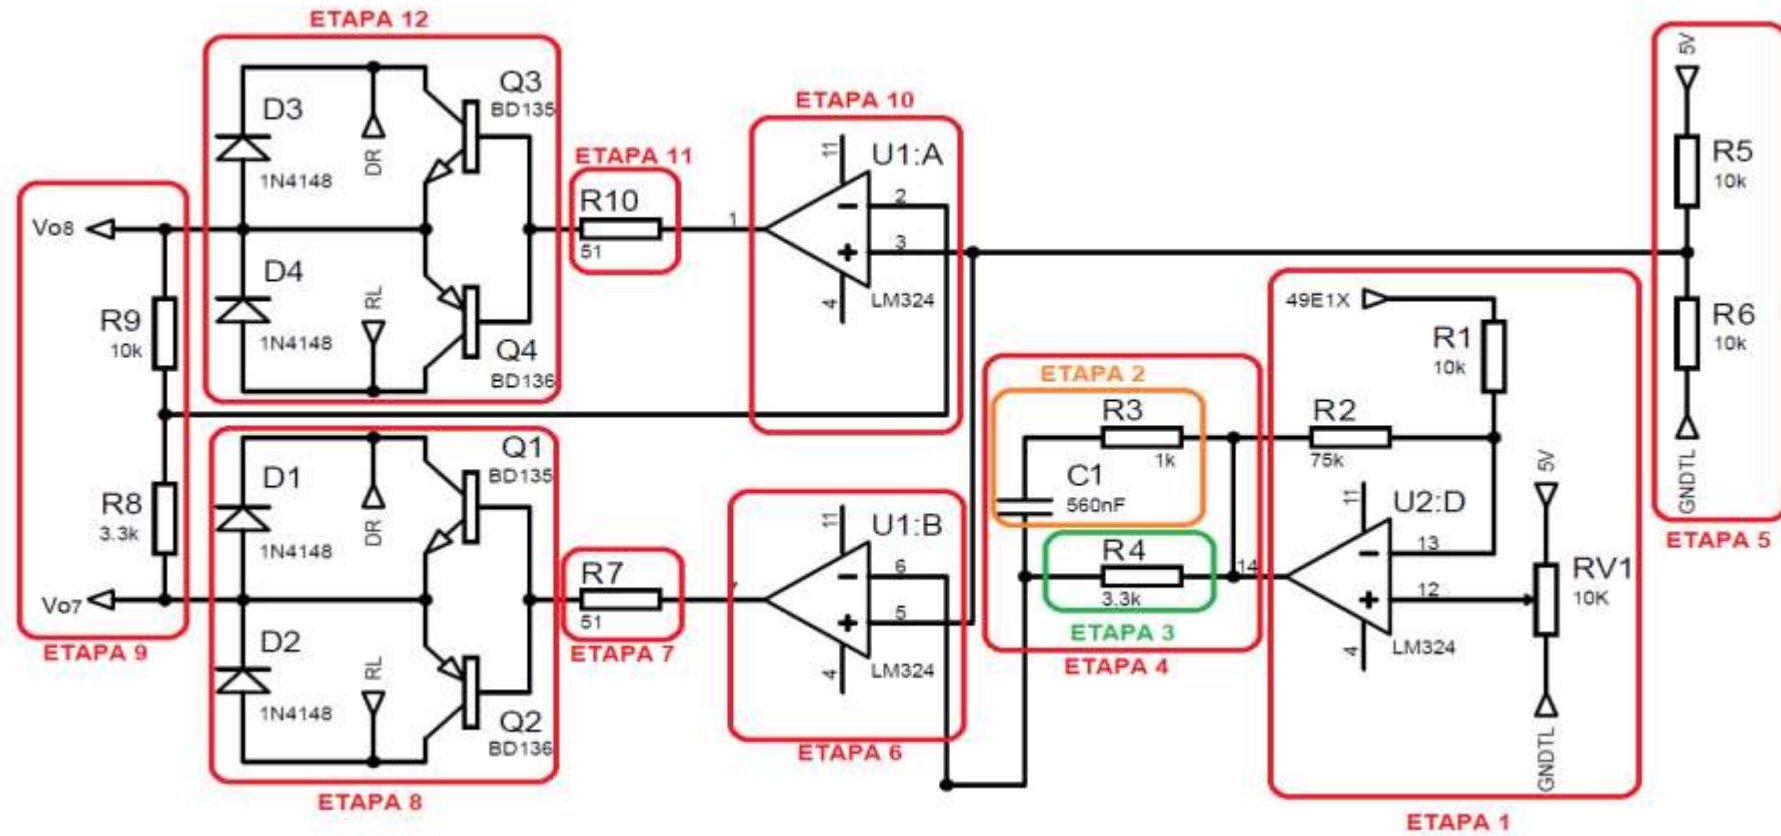 ETAPA 12
Q3
BD135
D3
1N4148
DR
ETAPA 10
11
U1:A
2
3
4
LM324
1
ETAPA 11
R10
51
5V
R5
10k
R6
10k
GNDTL
ETAPA 5
Vo8
D4
1N4148
RL
Q4
BD136
R9
10k
R8
3.3k
Vo7
ETAPA 9
49E1X
R1
10k
ETAPA 2
R3
1k
C1
560nF
R2
75k
R4
3.3k
ETAPA 3
ETAPA 4
14
11
U2:D
13
12
4
LM324
5V
RV1
10K
GNDTL
ETAPA 1
Q1
BD135
D1
1N4148
DR
D2
1N4148
RL
Q2
BD136
ETAPA 8
R7
51
ETAPA 7
7
11
U1:B
6
5
4
LM324
ETAPA 6